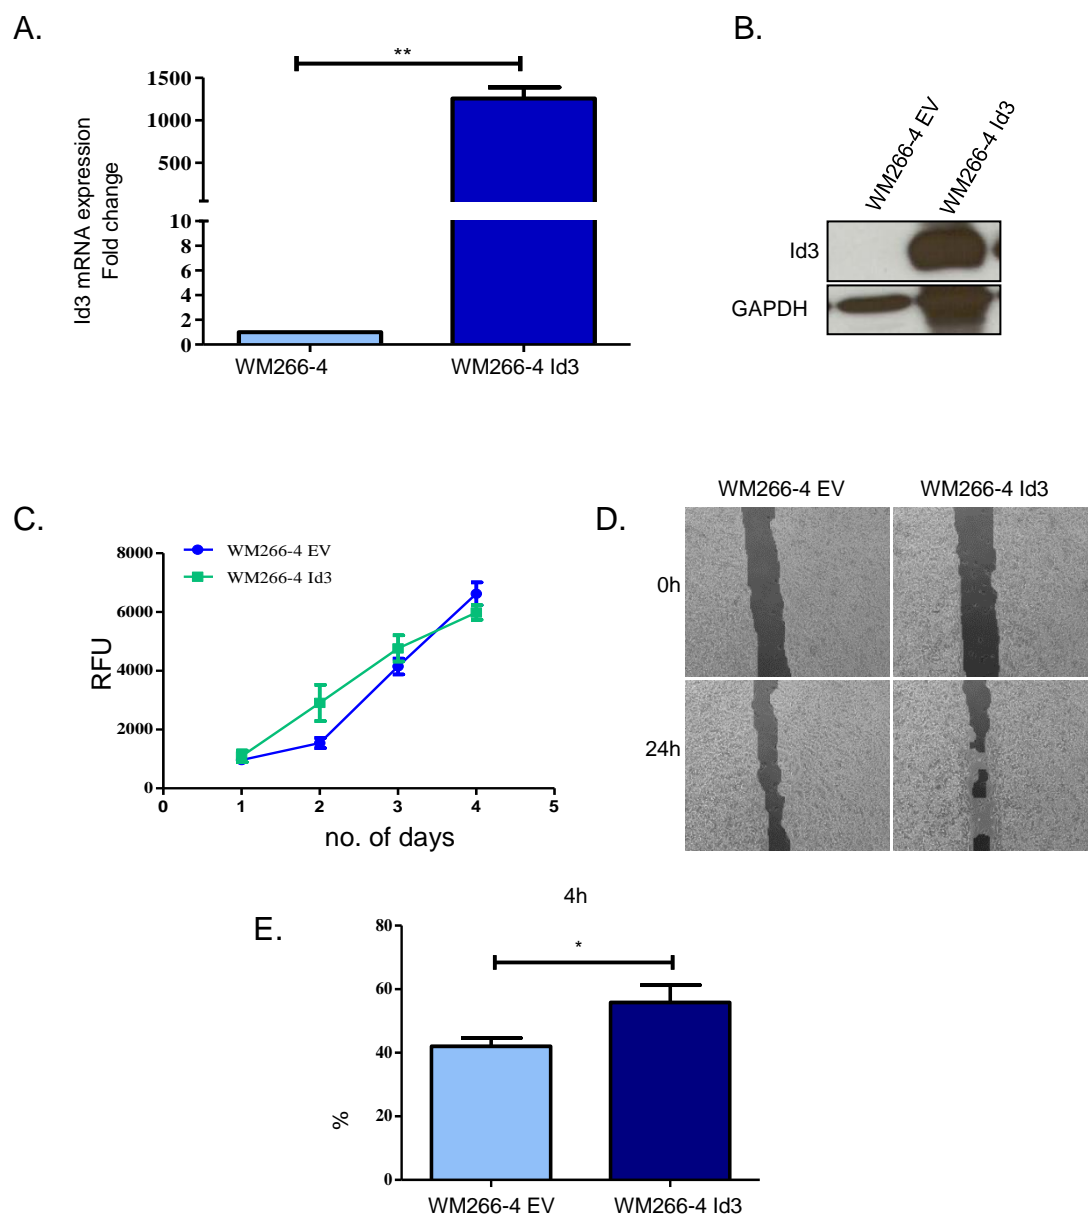 A.
**
1500
1000
500
10
8
6
4
2
0
Id3 mRNA expression
Fold change
WM266-4
WM266-4 Id3
B.
WM266-4 EV
WM266-4 Id3
Id3
GAPDH
C.
WM266-4 EV
WM266-4 Id3
8000
6000
4000
2000
0
RFU
0
1
2
3
4
5
no. of days
D.
WM266-4 EV
WM266-4 Id3
0h
24h
E.
4h
*
80
60
40
20
0
%
WM266-4 EV
WM266-4 Id3